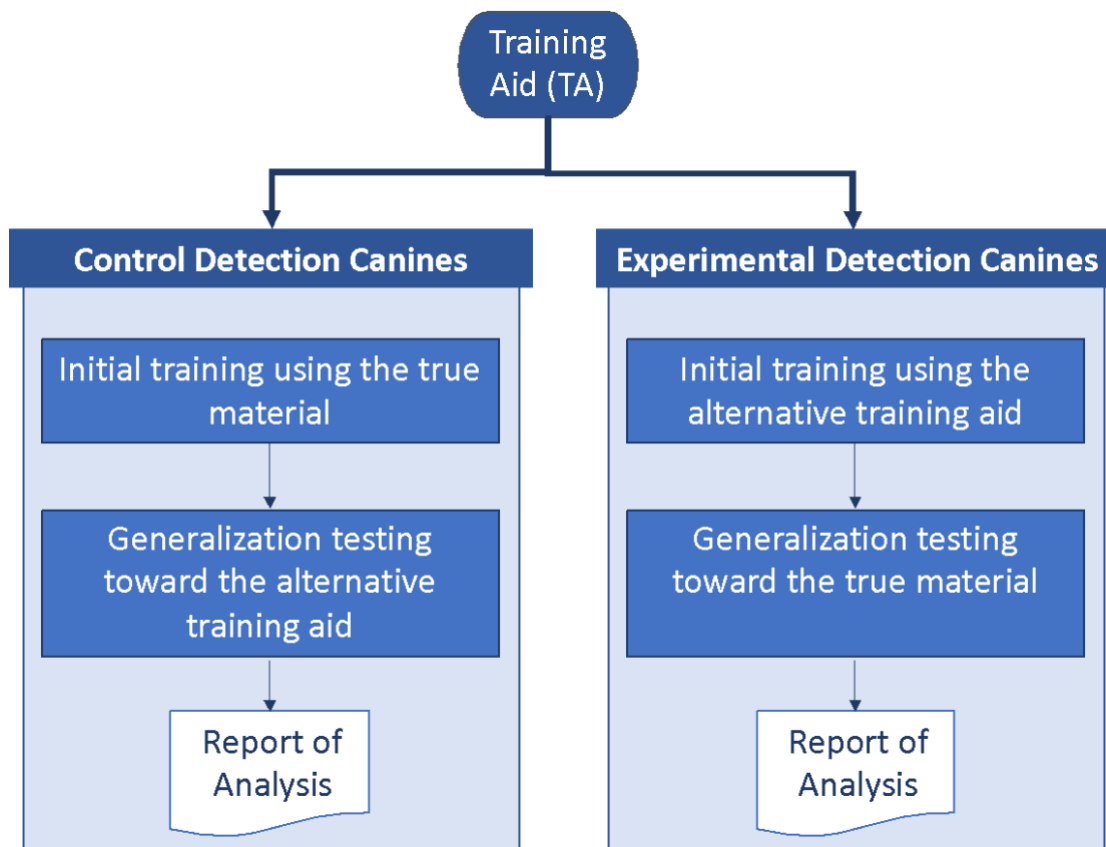 Training
Aid (TA)
Control Detection Canines
Initial training using the true
material
Generalization testing
toward the alternative
training aid
Report of
Analysis
Experimental Detection Canines
Initial training using the
alternative training aid
Generalization testing
toward the true material
Report of
Analysis